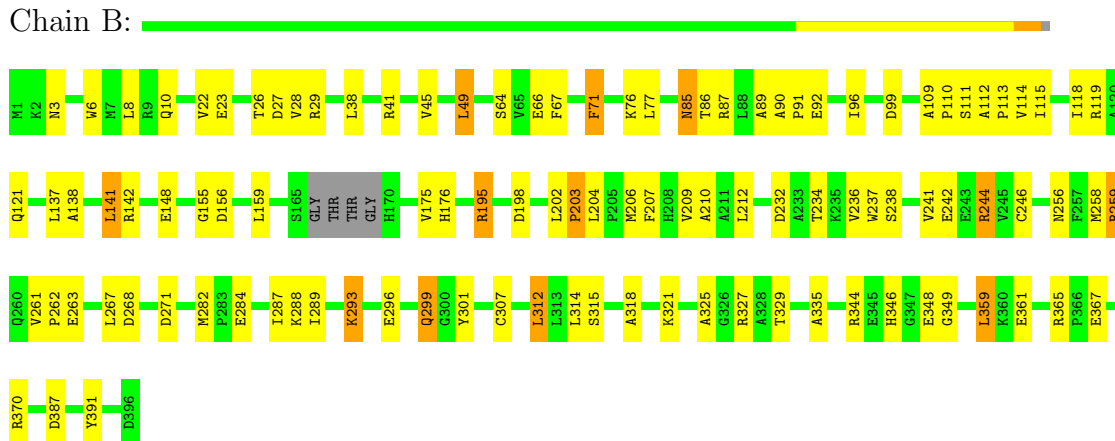 Chain B:
M1 K2 N3 W6 M7 L8 R9 Q10 V22 E23 T26 D27 V28 R29 L38 R41 V45 L49 S64 V65 E66 F67 F71 K76 L77 N85 T86 R87 L88 A89 A90 P91 E92 I96 D99 A109 P110 S111 A112 P113 V114 I115 I118 R119 A120
Q121 L137 A138 L141 R142 E148 G155 D156 L159 S165 GLY THR THR GLY H170 V175 H176 R195 D198 L202 P203 L204 P205 M206 F207 H208 V209 A210 A211 L212 D232 A233 T234 K235 V236 W237 S238 V241 E242 E243 R244 V245 C246 N256 F257 M258 R259
Q260 V261 P262 E263 L267 D268 D271 M282 P283 E284 I287 K288 I289 K293 E296 Q299 G300 Y301 C307 L312 L313 L314 S315 A318 K321 A325 G326 R327 A328 T329 A335 R344 E345 H346 G347 E348 G349 L359 K360 E361 R365 P366 E367
R370 D387 Y391 D396